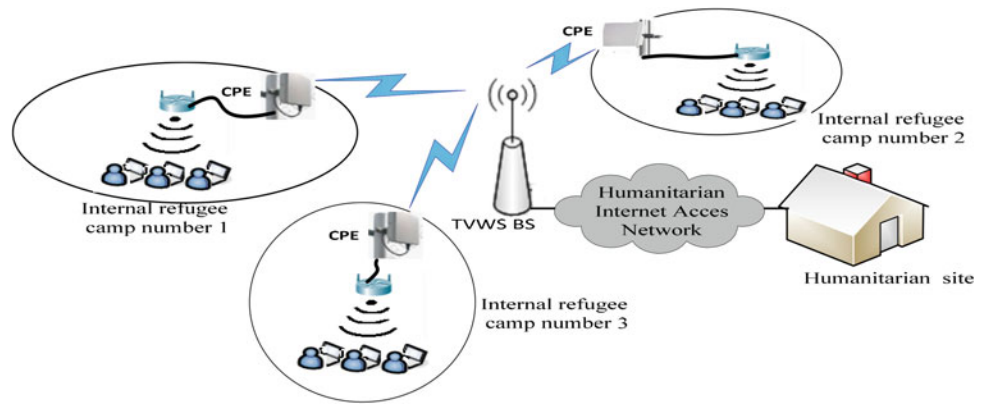 CPE
CPE
Internal refugee
camp number 2
Internal refugee
camp number 1
TVWS BS
Humanitarian
Internet Acces
Network
Humanitarian site
CPE
Internal refugee
camp number 3